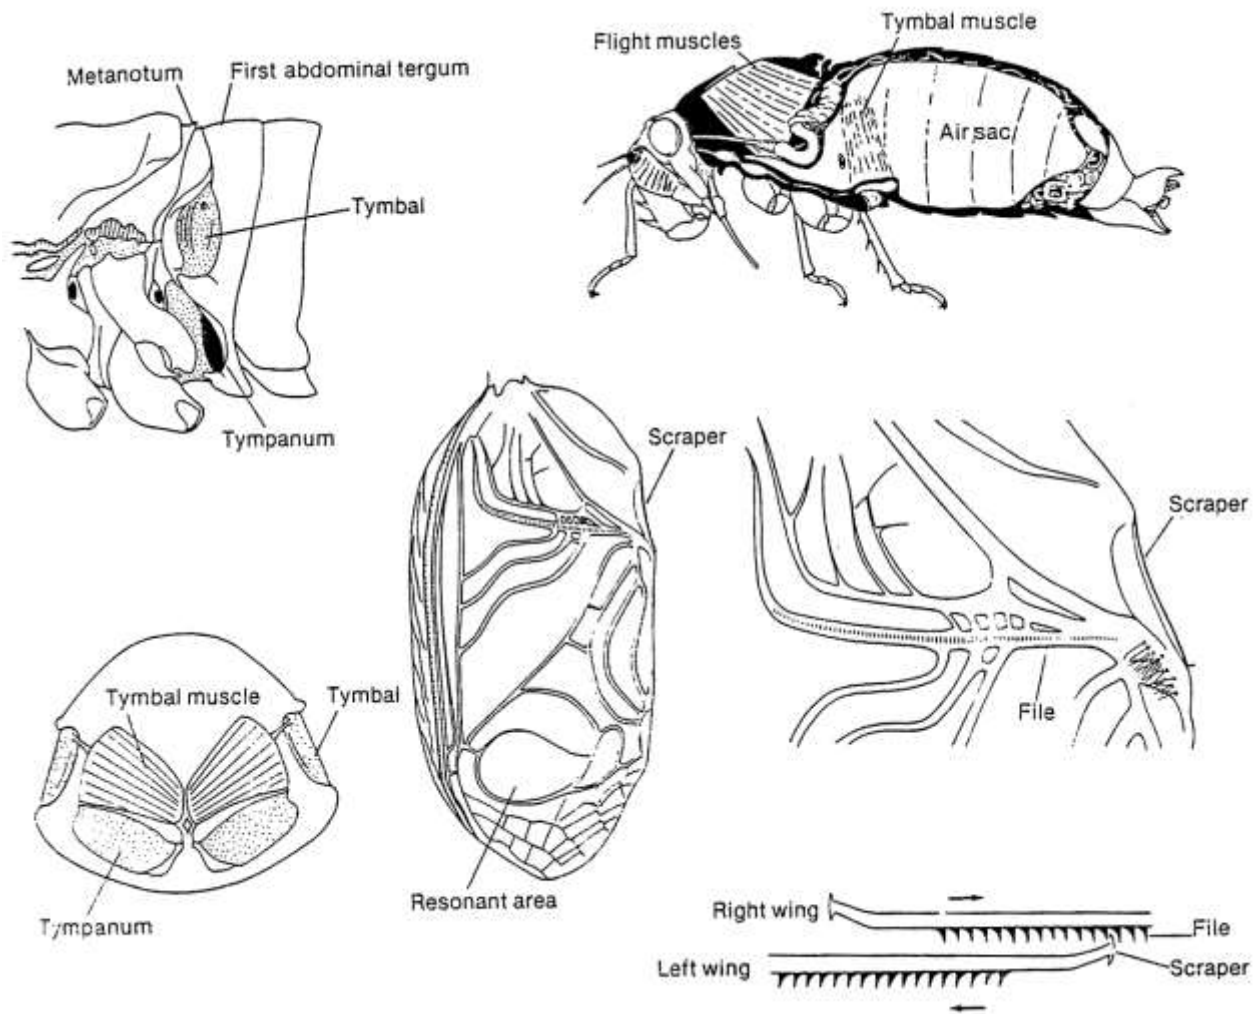 Tymbal muscle
Flight muscles
Metanotum
First abdominal tergum
Air sac
Tymbal
Tympanum
Scraper
Scraper
Tymbal muscle
Tymbal
File
Resonant area
Tympanum
Right wing
File
Left wing
Scraper